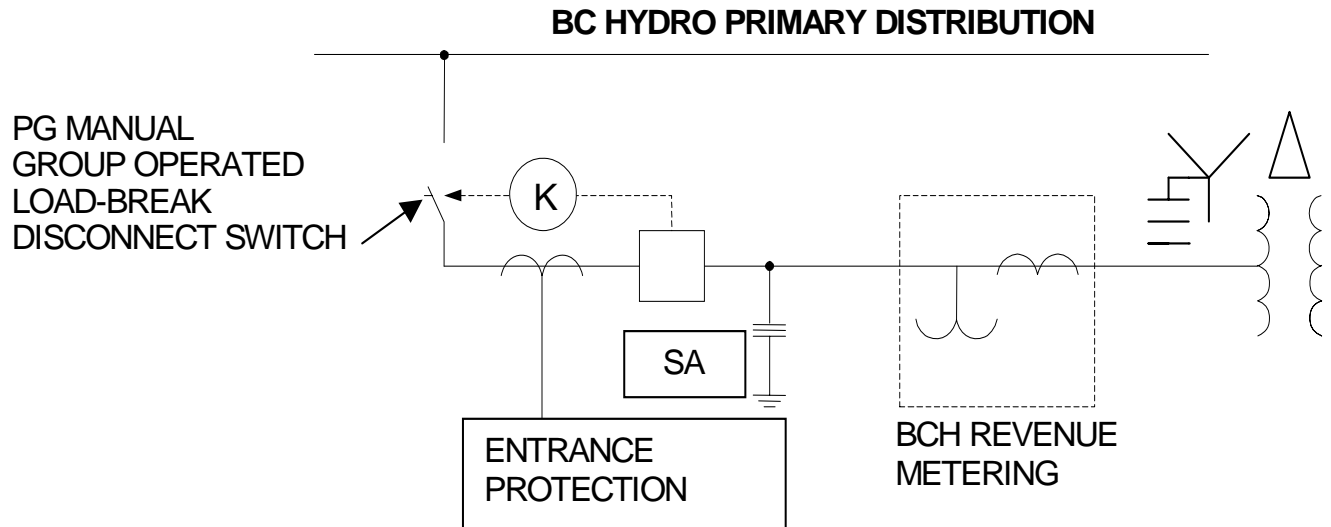 BC HYDRO PRIMARY DISTRIBUTION
PG MANUAL
GROUP OPERATED
LOAD-BREAK
DISCONNECT SWITCH
K
SA
ENTRANCE
PROTECTION
BCH REVENUE
METERING